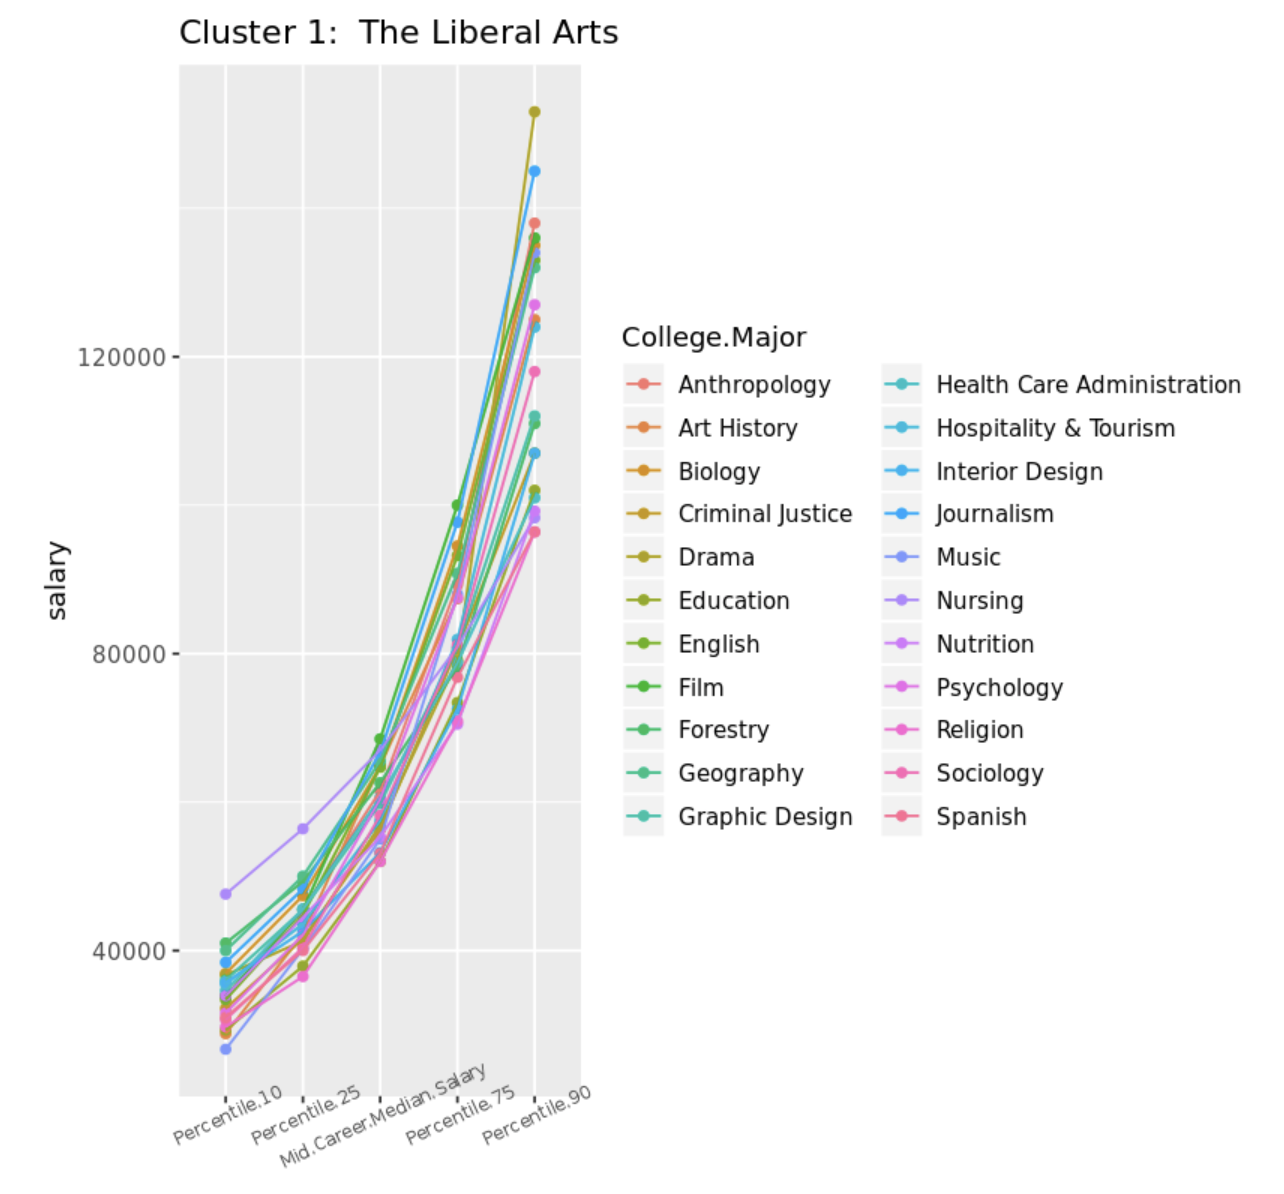 Cluster 1:  The Liberal Arts
salary
120000
80000
40000
Percentile.10
Percentile.25
Mid.Career.Median.Salary
Percentile.75
Percentile.90
College.Major
Anthropology
Art History
Biology
Criminal Justice
Drama
Education
English
Film
Forestry
Geography
Graphic Design
Health Care Administration
Hospitality & Tourism
Interior Design
Journalism
Music
Nursing
Nutrition
Psychology
Religion
Sociology
Spanish